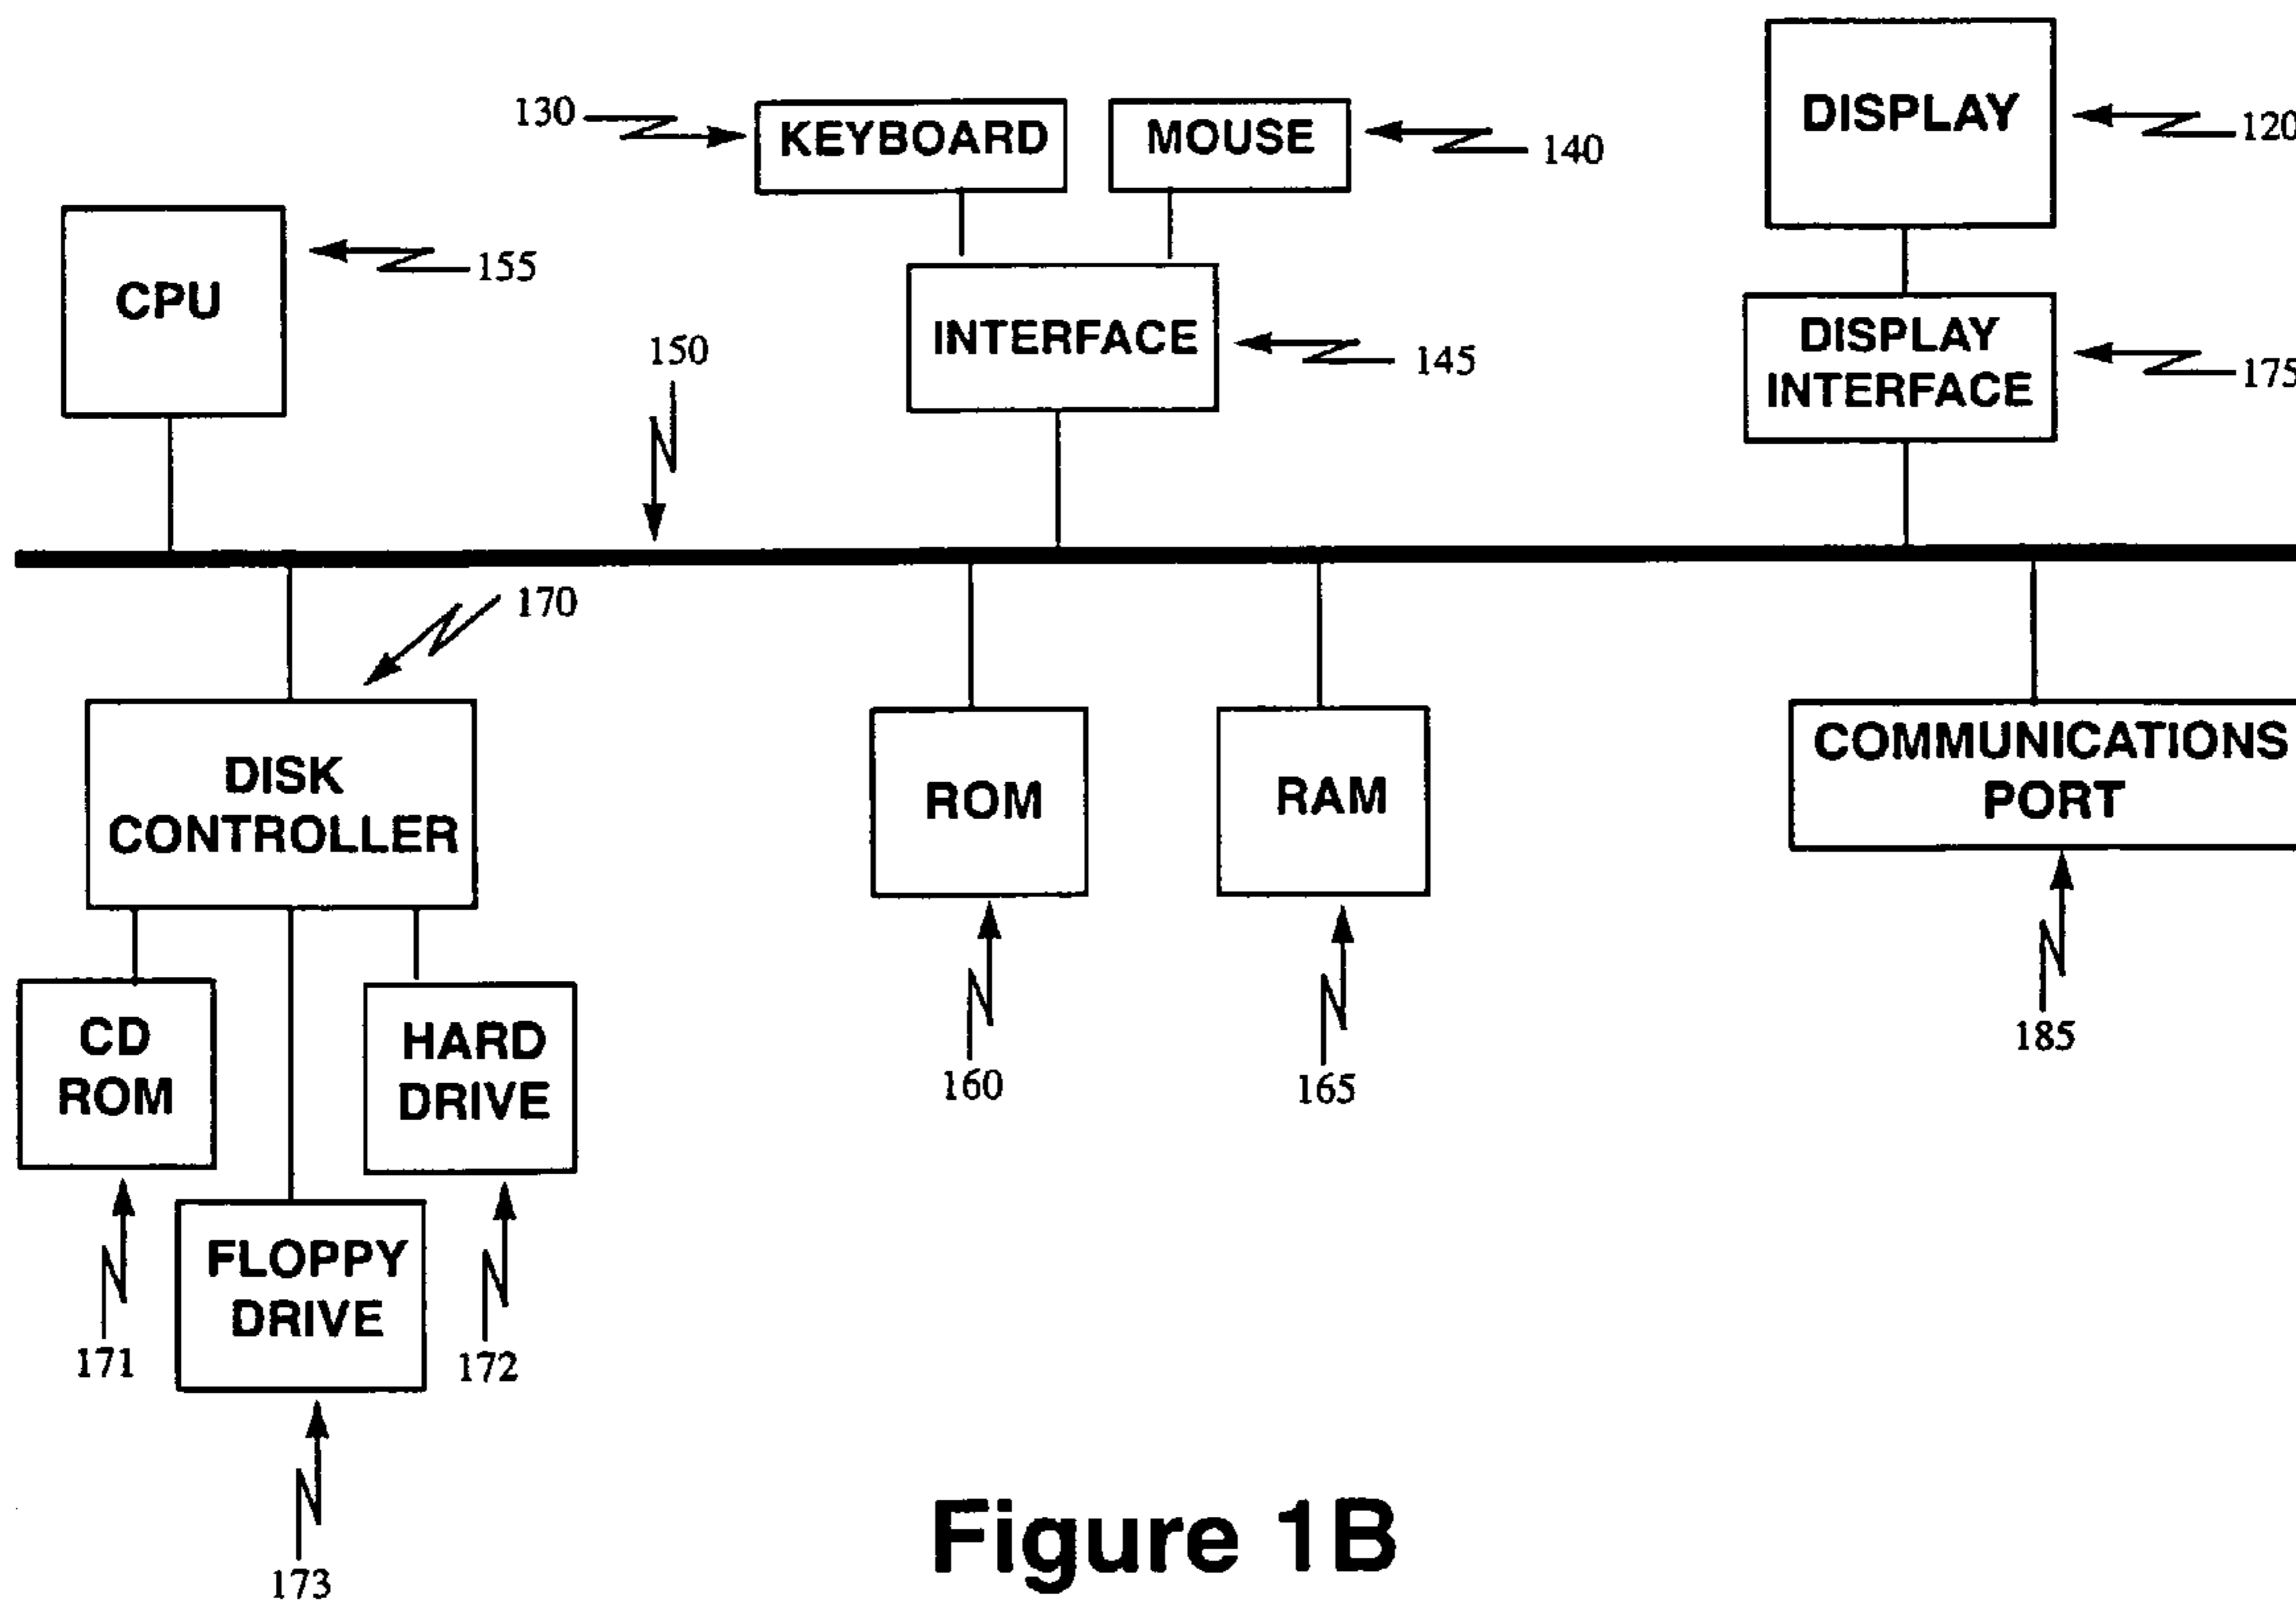 130
KEYBOARD
MOUSE
140
DISPLAY
120
CPU
155
150
INTERFACE
145
DISPLAY
INTERFACE
175
170
DISK
CONTROLLER
ROM
RAM
COMMUNICATIONS
PORT
CD
ROM
HARD
DRIVE
160
165
185
FLOPPY
DRIVE
171
172
173
Figure 1B